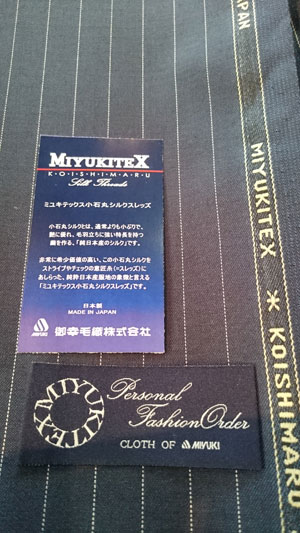 JAPAN
MIYUKITEX
K·O·I·S·H·I·M·A·R·U
Silk Threads
ミユキテックス小石丸シルクスレッズ
小石丸シルクとは、通常よりも小ぶりで、
艶に優れ、毛羽立ちに強い特長を持つ
繭を作る、「純日本産のシルク」です。
非常に希少価値の高い、この小石丸シルクを
ストライプやチェックの意匠糸(=スレッズ)に
あしらった、純粋日本産服地の象徴と言える
「ミユキテックス小石丸シルクスレッズ」です。
日本製
MADE IN JAPAN
MIYUKI
御幸毛織株式会社
MIYUKITEX * KOISHIMARU
MIYUKITEX
Personal
Fashion Order
CLOTH OF MIYUKI